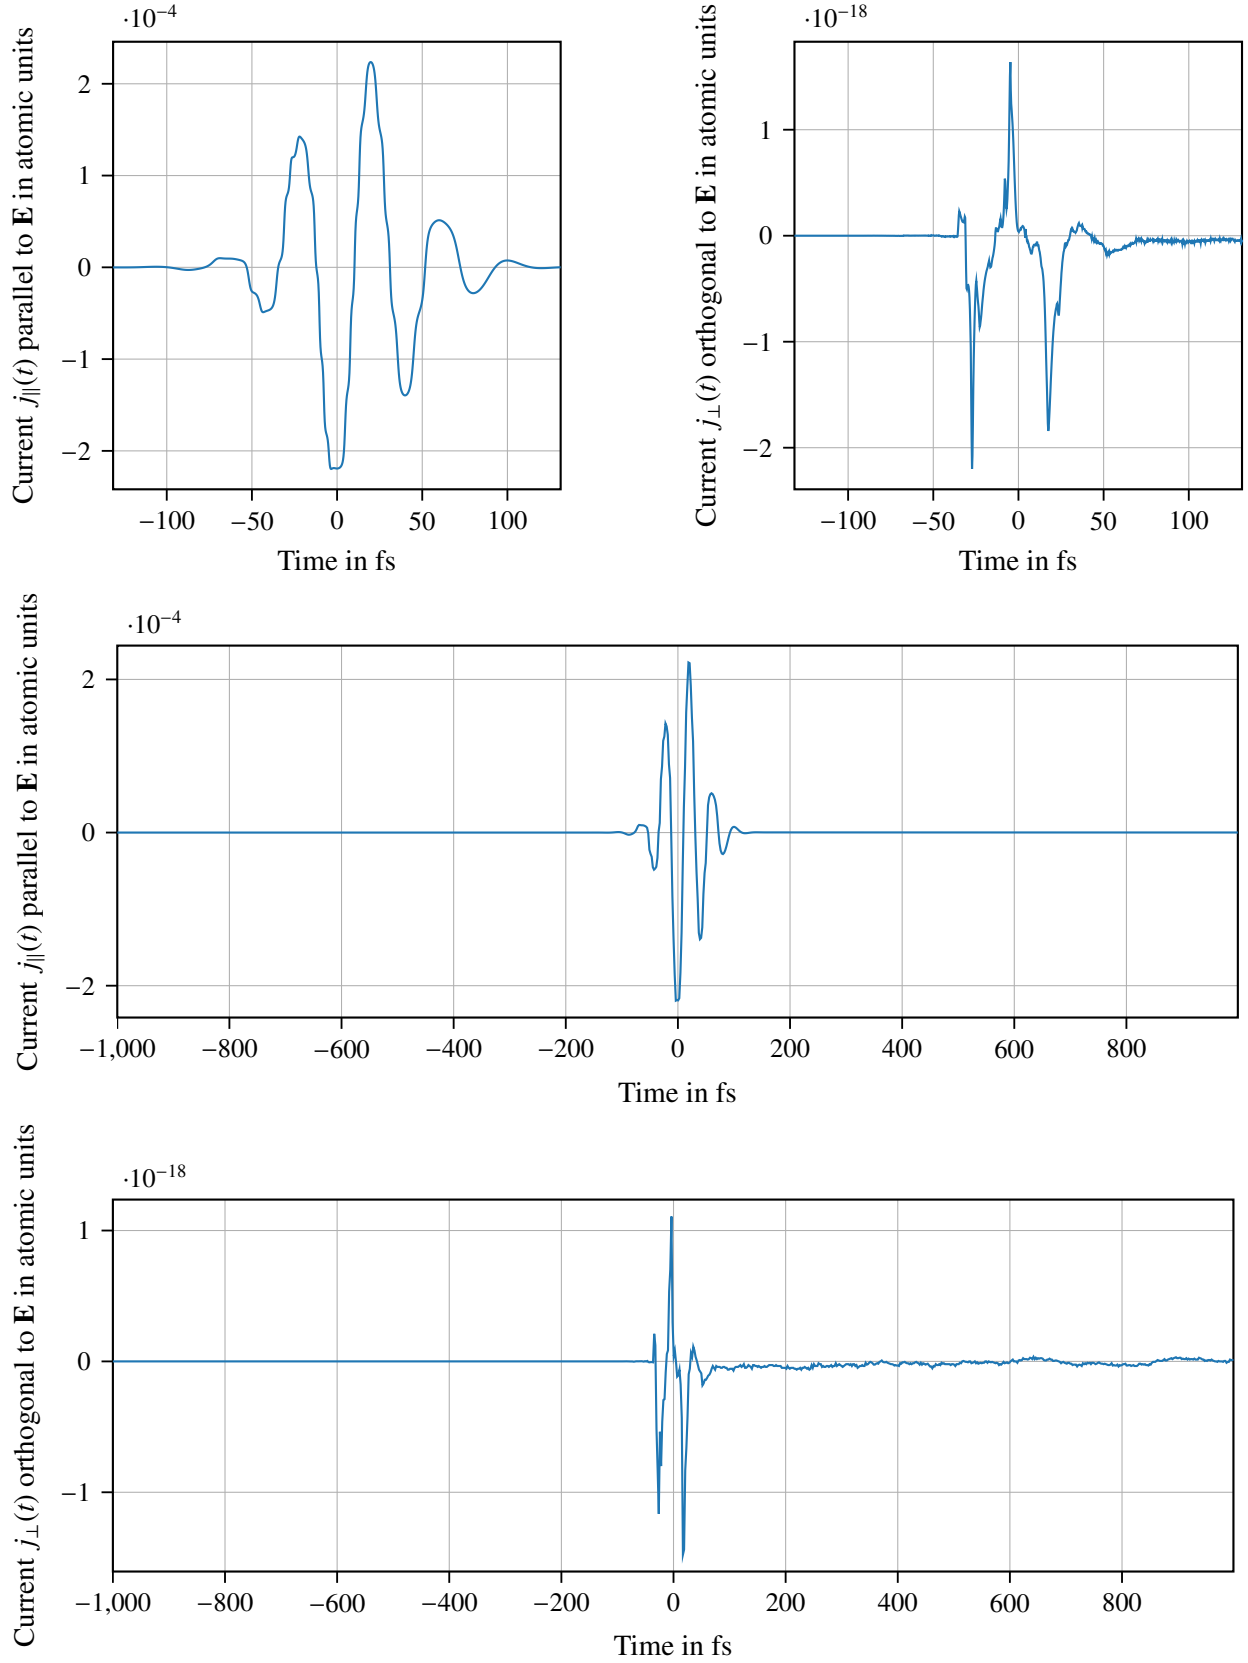 ·10−4
Current j∥(t) parallel to E in atomic units
2
1
0
−1
−2
−100 −50 0 50 100
Time in fs
·10−18
Current j⊥(t) orthogonal to E in atomic units
1
0
−1
−2
−100 −50 0 50 100
Time in fs
·10−4
Current j∥(t) parallel to E in atomic units
2
0
−2
−1,000 −800 −600 −400 −200 0 200 400 600 800
Time in fs
·10−18
Current j⊥(t) orthogonal to E in atomic units
1
0
−1
−1,000 −800 −600 −400 −200 0 200 400 600 800
Time in fs